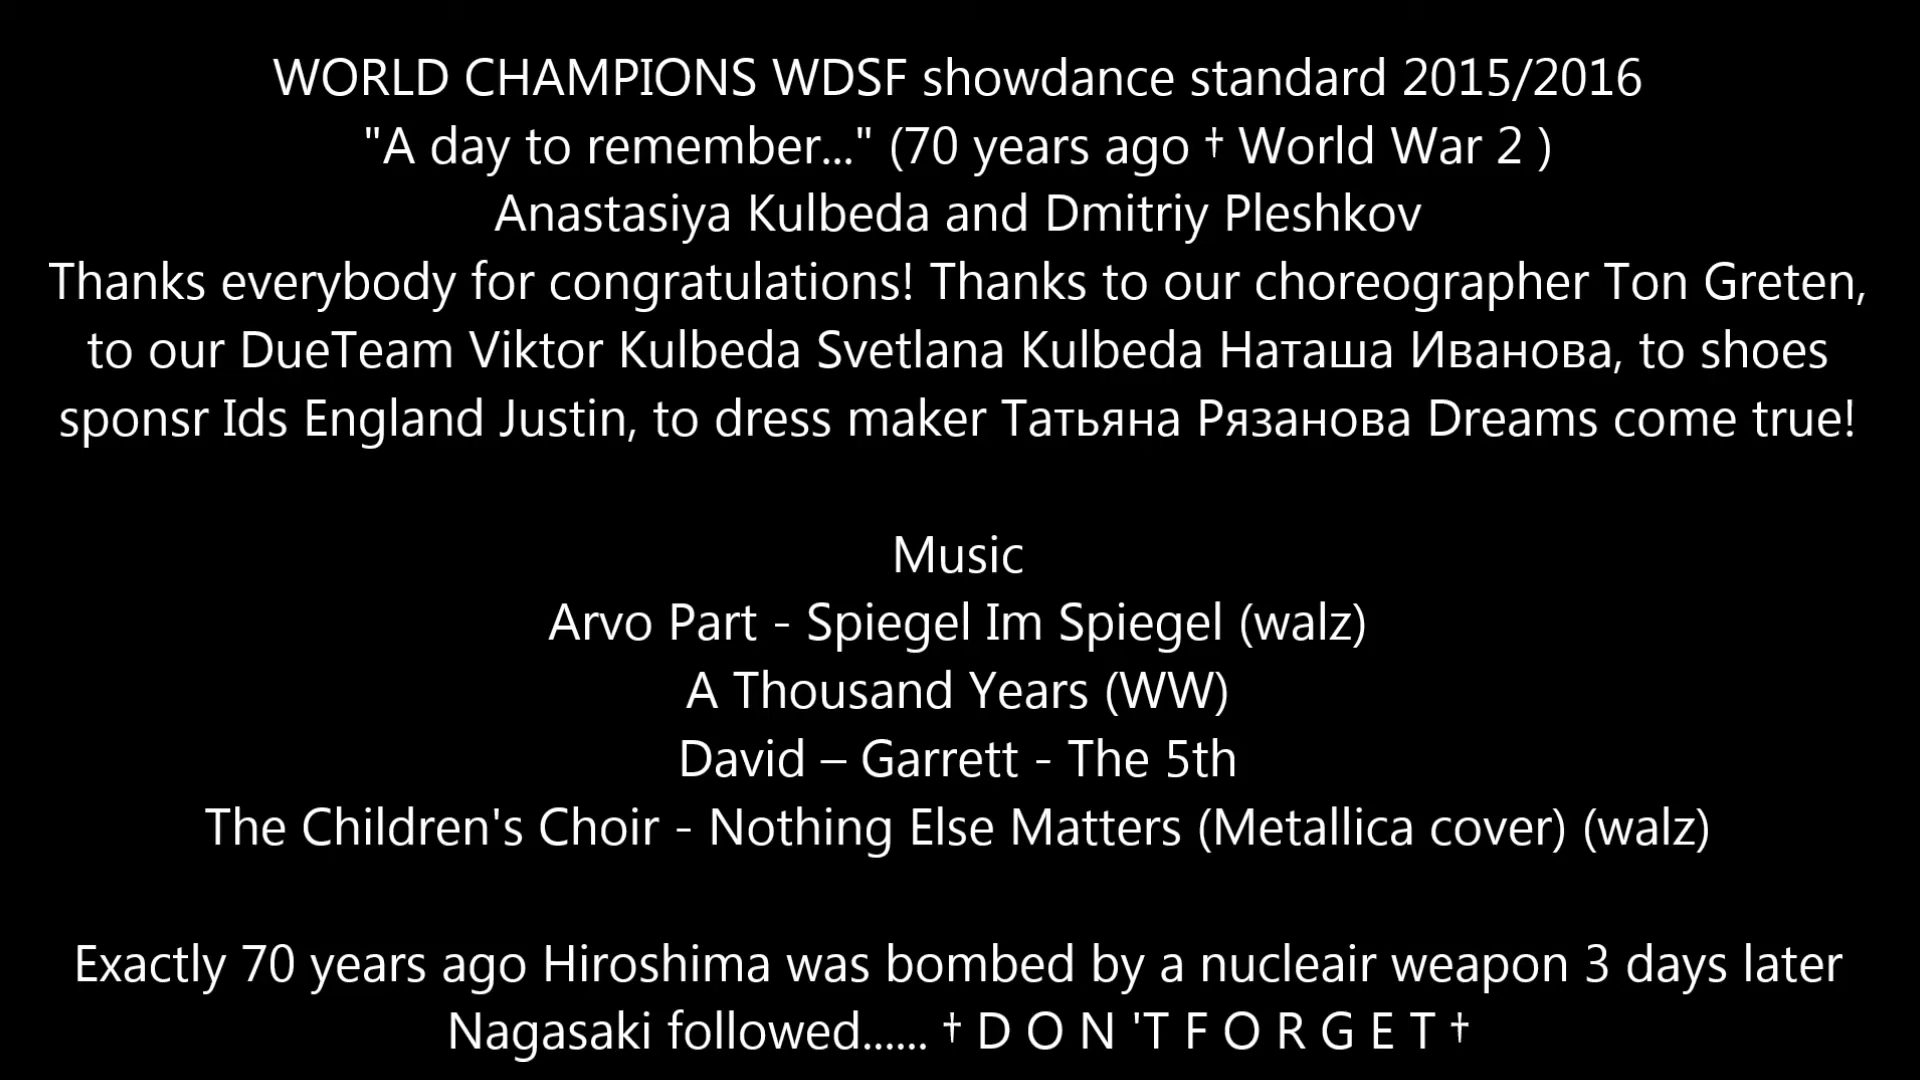 WORLD CHAMPIONS WDSF showdance standard 2015/2016
"A day to remember..." (70 years ago † World War 2 )
Anastasiya Kulbeda and Dmitriy Pleshkov
Thanks everybody for congratulations! Thanks to our choreographer Ton Greten,
to our DueTeam Viktor Kulbeda Svetlana Kulbeda Наташа Иванова, to shoes
sponsr Ids England Justin, to dress maker Татьяна Рязанова Dreams come true!
Music
Arvo Part - Spiegel Im Spiegel (walz)
A Thousand Years (WW)
David – Garrett - The 5th
The Children's Choir - Nothing Else Matters (Metallica cover) (walz)
Exactly 70 years ago Hiroshima was bombed by a nucleair weapon 3 days later
Nagasaki followed...... † D O N 'T F O R G E T †